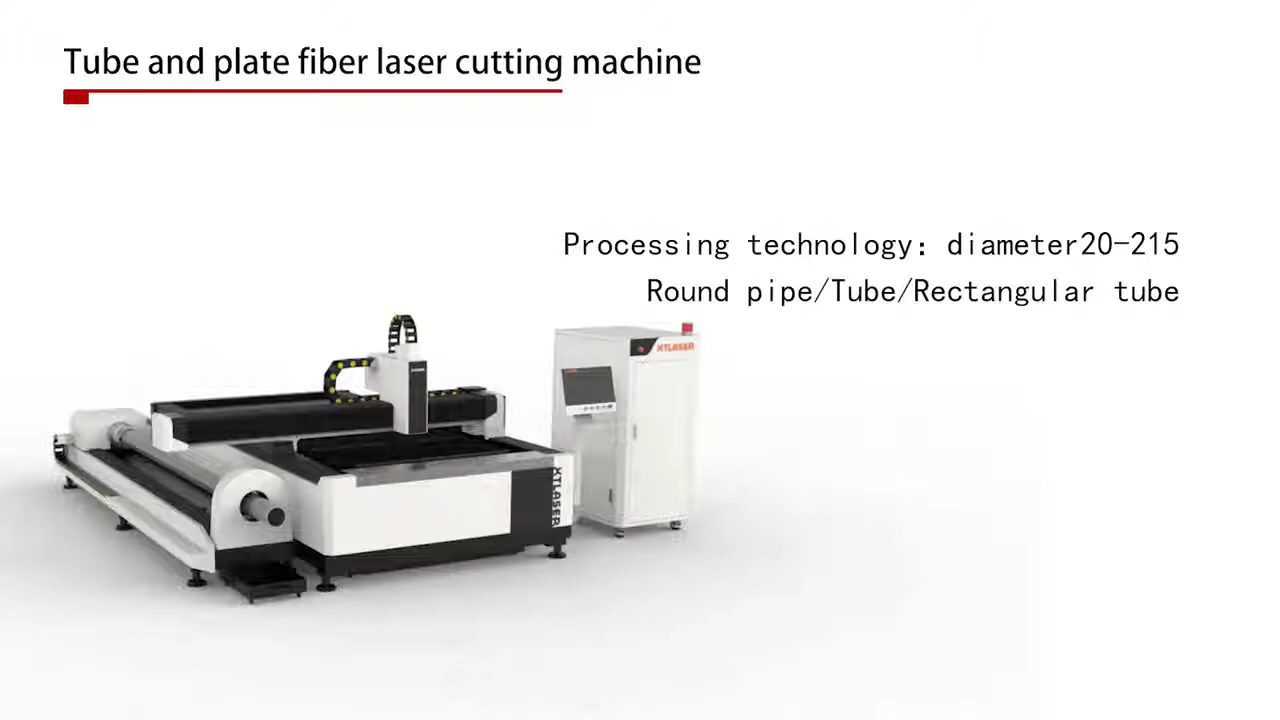 Tube and plate fiber laser cutting machine
Processing technology：diameter20-215
Round pipe/Tube/Rectangular tube
XTLASER
XTLASER